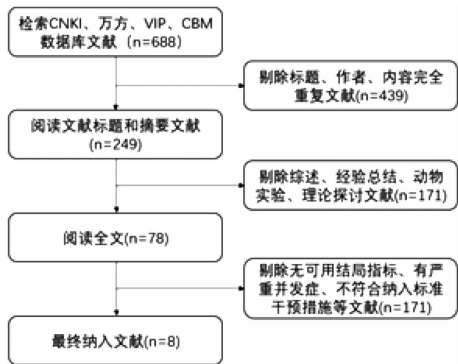 检索CNKI、万方、VIP、CBM
数据库文献（n=688）
剔除标题、作者、内容完全
重复文献(n=439)
阅读文献标题和摘要文献
(n=249)
剔除综述、经验总结、动物
实验、理论探讨文献(n=171)
阅读全文(n=78)
剔除无可用结局指标、有严
重并发症、不符合纳入标准
干预措施等文献(n=171)
最终纳入文献(n=8)